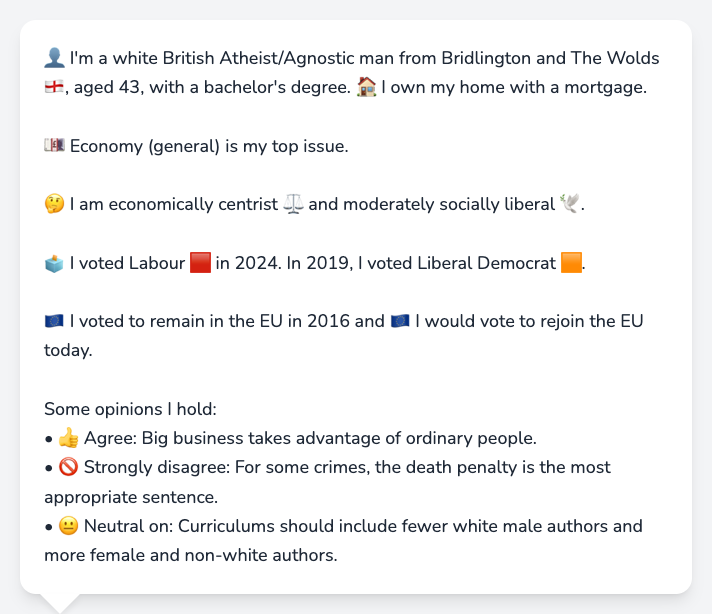 👤 I'm a white British Atheist/Agnostic man from Bridlington and The Wolds
🏴󠁧󠁢󠁥󠁮󠁧󠁿, aged 43, with a bachelor's degree. 🏠 I own my home with a mortgage.
💷 Economy (general) is my top issue.
🤔 I am economically centrist ⚖️ and moderately socially liberal 🕊️.
🗳️ I voted Labour 🟥 in 2024. In 2019, I voted Liberal Democrat 🟧.
🇪🇺 I voted to remain in the EU in 2016 and 🇪🇺 I would vote to rejoin the EU
today.
Some opinions I hold:
• 👍 Agree: Big business takes advantage of ordinary people.
• 🚫 Strongly disagree: For some crimes, the death penalty is the most
appropriate sentence.
• 😐 Neutral on: Curriculums should include fewer white male authors and
more female and non-white authors.